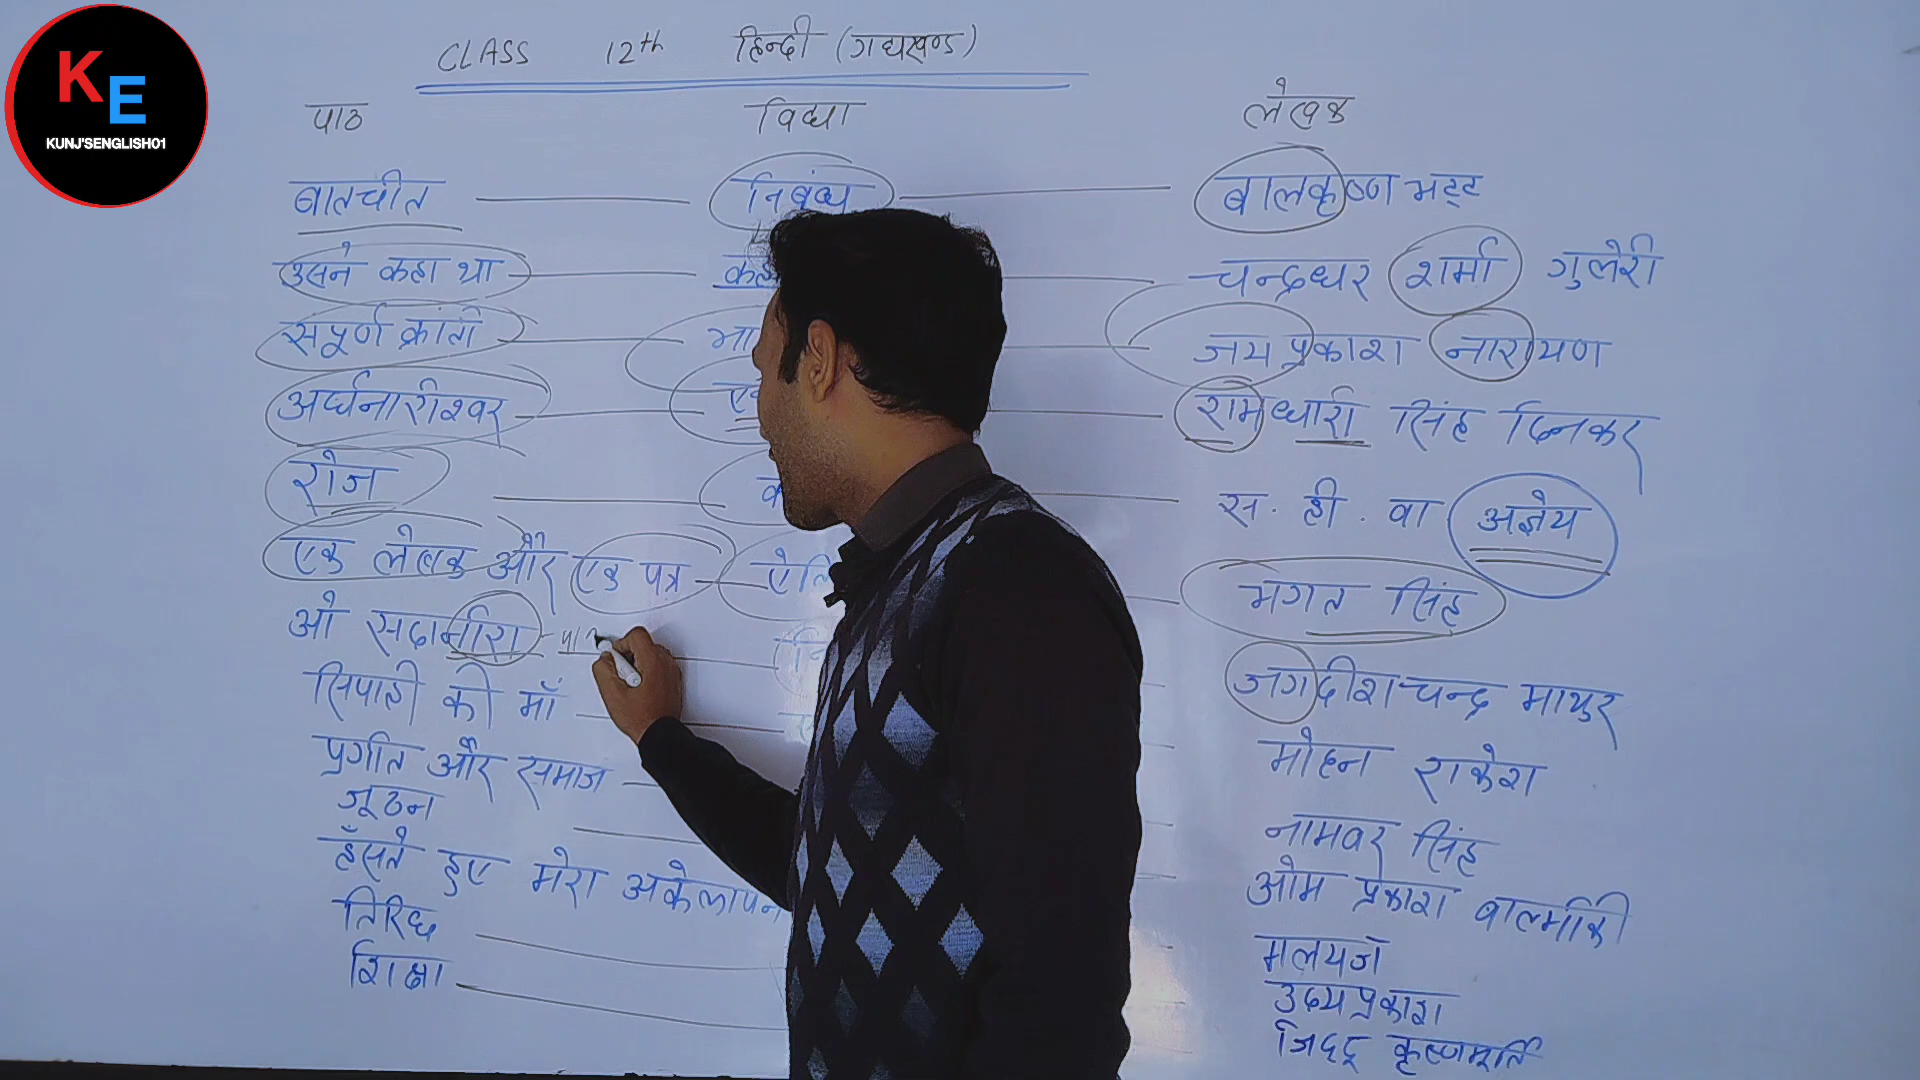 KE
KUNJ'SENGLISH01
CLASS 12th हिन्दी (गद्यखण्ड)
पाठ विद्या लेखक
बातचीत निबंध बालकृष्ण भट्ट
उसने कहा था चन्द्रधर शर्मा गुलेरी
सपूर्ण क्रांति जय प्रकाश नारायण
अर्धनारीश्वर रामधारी सिंह दिनकर
रोज स. ही. वा अज्ञेय
एक लेखक और एक पत्र भगत सिंह
ओ सदानीरा जगदीशचन्द्र माथुर
सिपाही की माँ मोहन राकेश
प्रगीत और समाज नामवर सिंह
जूठन ओम प्रकाश वाल्मीकी
हँसते हुए मेरा अकेलापन मलयज
तिरिछ उदयप्रकाश
शिक्षा जिद्दू कृष्णमूर्ति